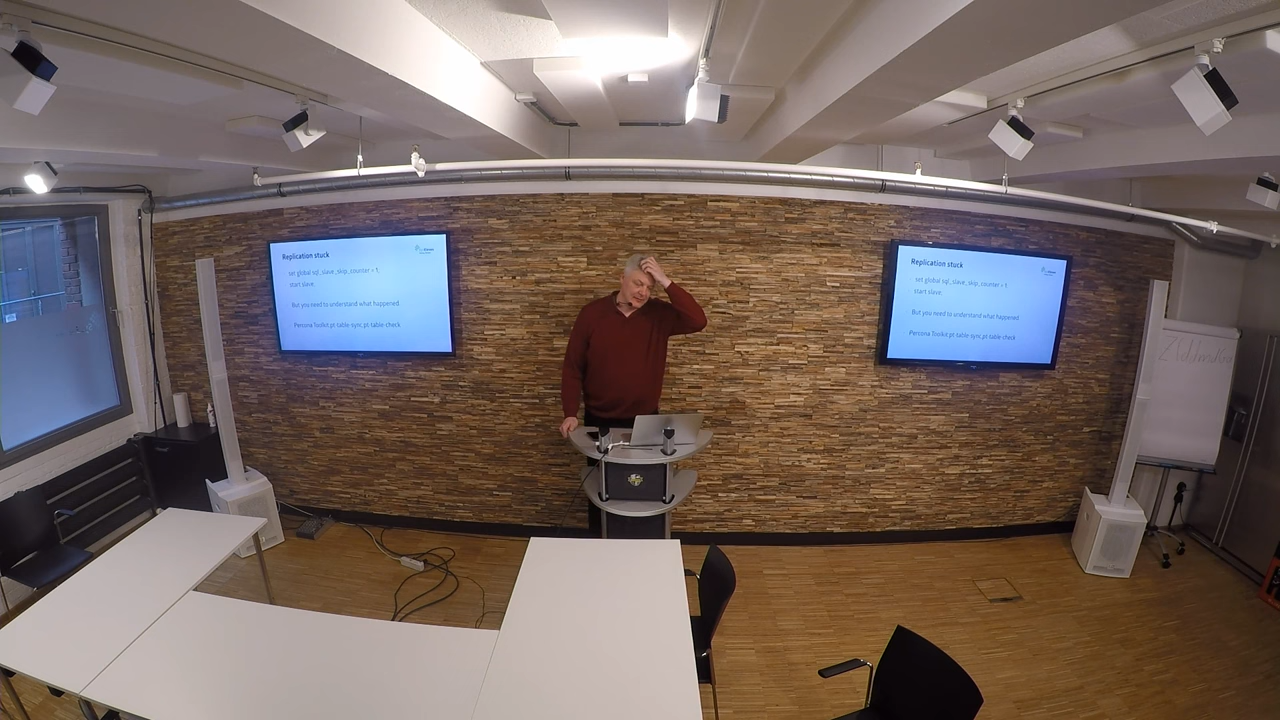 Replication stuck
set global sql_slave_skip_counter = 1;
start slave;
But you need to understand what happened
Percona Toolkit:pt-table-sync,pt-table-check
Replication stuck
set global sql_slave_skip_counter = 1;
start slave;
But you need to understand what happened
Percona Toolkit:pt-table-sync,pt-table-check